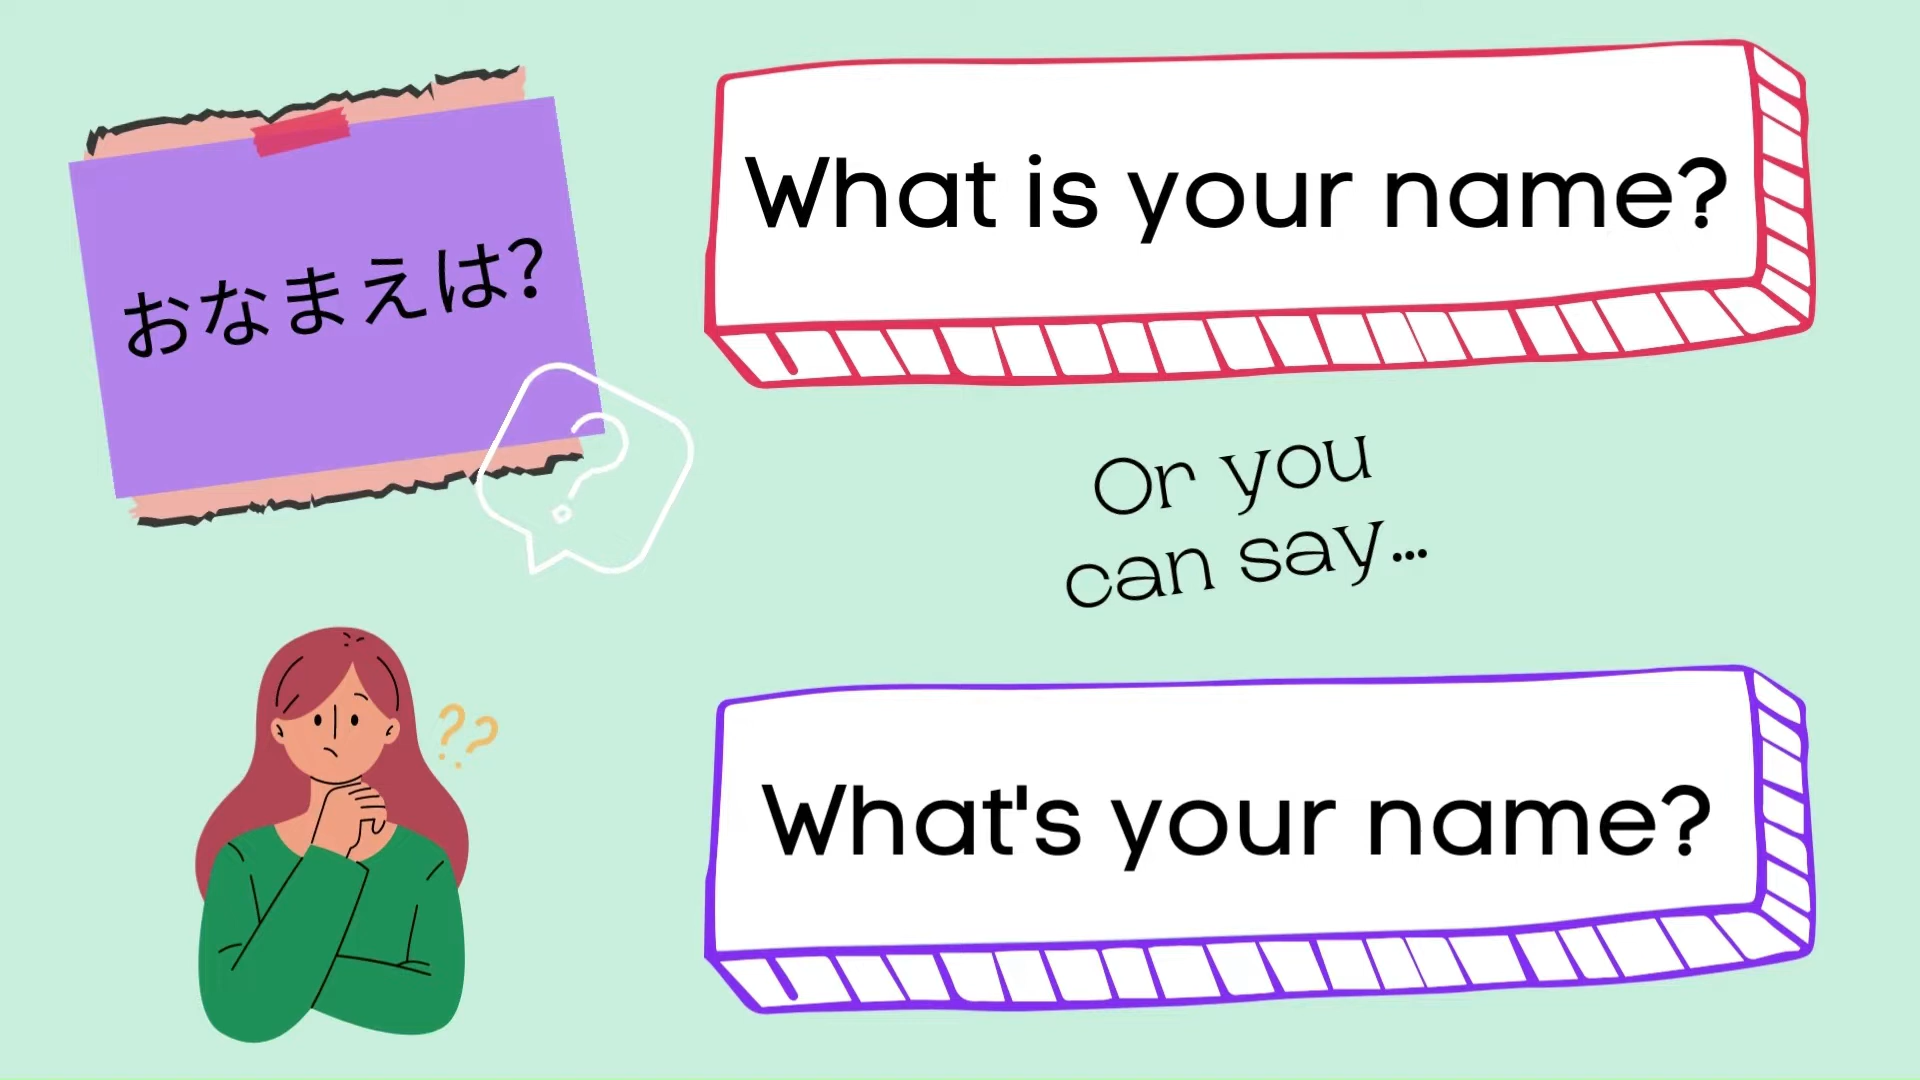 おなまえは?
What is your name?
Or you
can say...
What's your name?
??